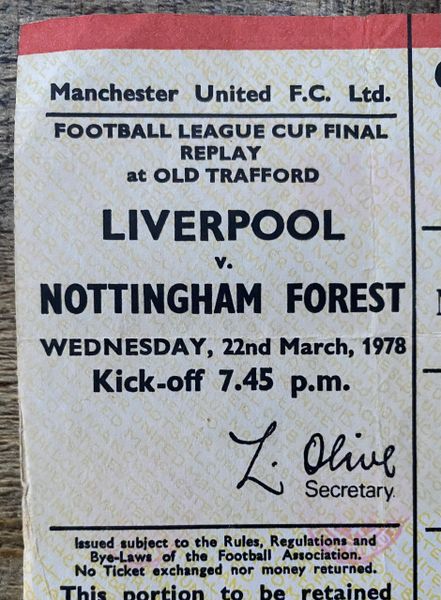 Manchester United F.C. Ltd.
FOOTBALL LEAGUE CUP FINAL
REPLAY
at OLD TRAFFORD
LIVERPOOL
v.
NOTTINGHAM FOREST
WEDNESDAY, 22nd March, 1978
Kick-off 7.45 p.m.
L. Olive
Secretary.
Issued subject to the Rules, Regulations and
Bye-Laws of the Football Association.
No Ticket exchanged nor money returned.
This portion to be retained